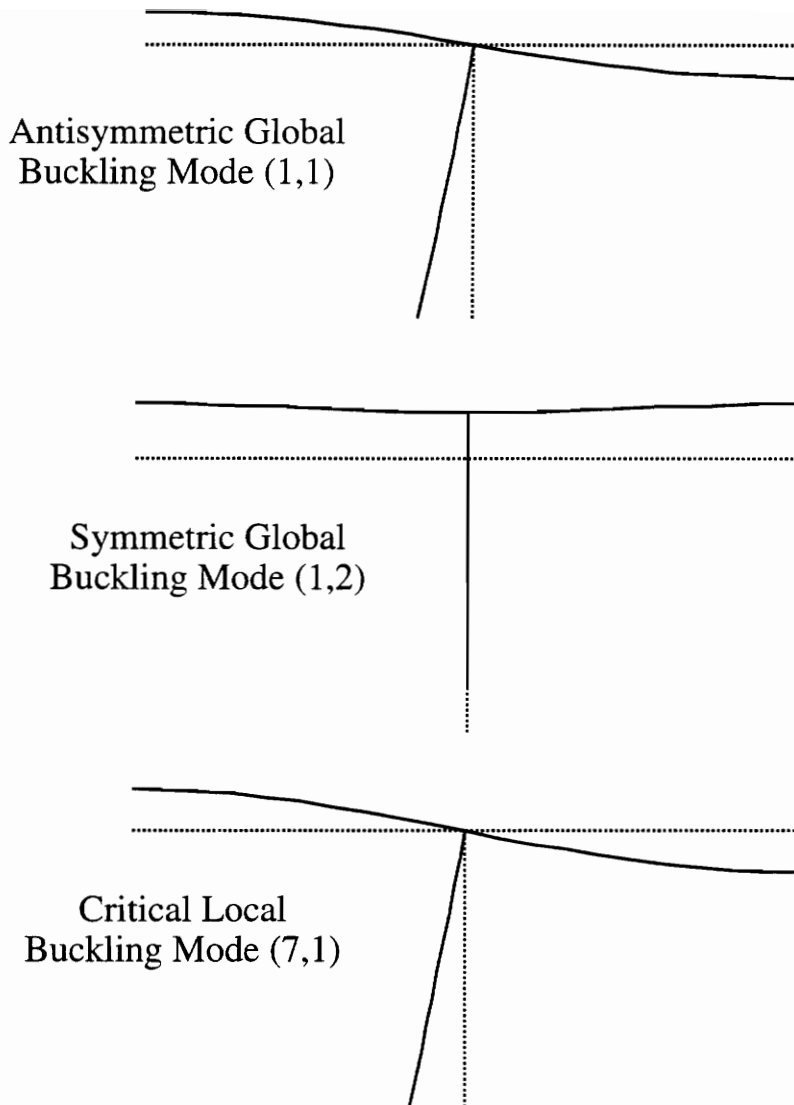 Antisymmetric Global
Buckling Mode (1,1)
Symmetric Global
Buckling Mode (1,2)
Critical Local
Buckling Mode (7,1)